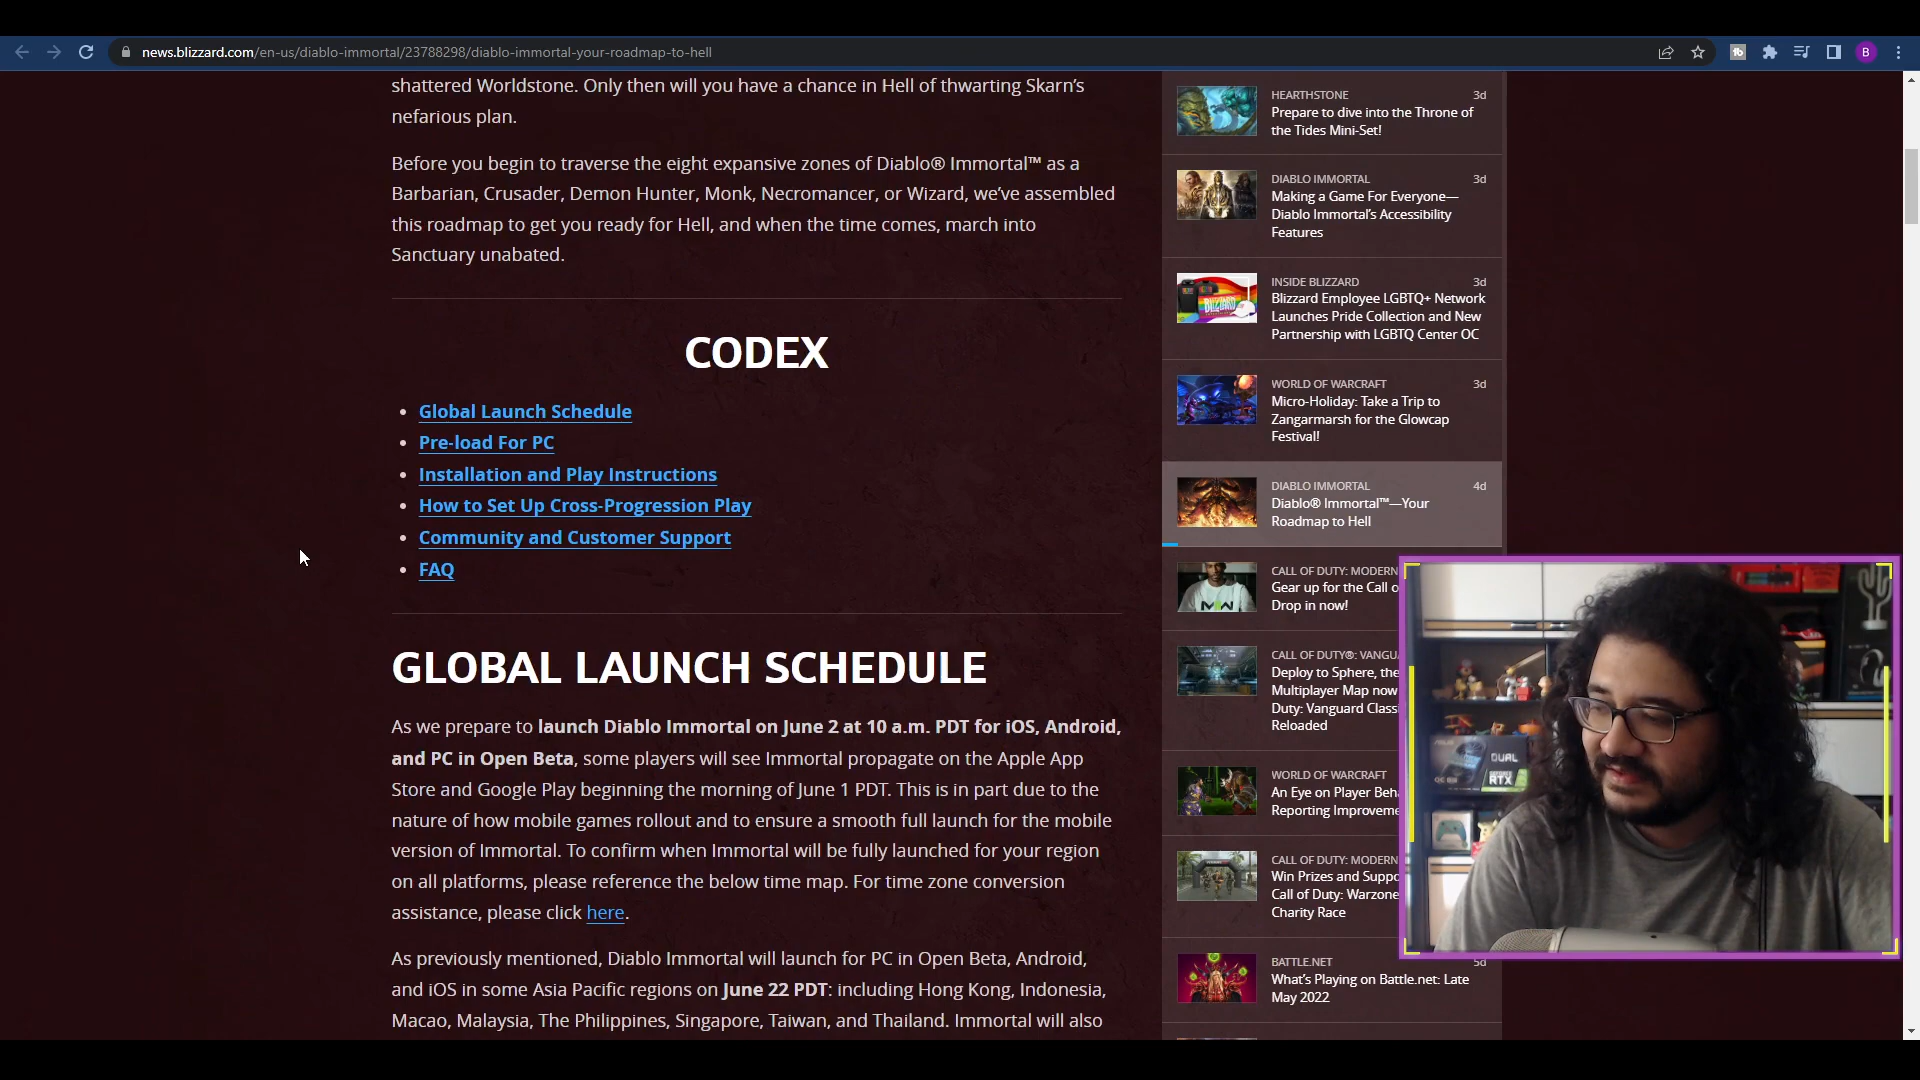 news.blizzard.com/en-us/diablo-immortal/23788298/diablo-immortal-your-roadmap-to-hell
B
shattered Worldstone. Only then will you have a chance in Hell of thwarting Skarn’s
nefarious plan.
Before you begin to traverse the eight expansive zones of Diablo® Immortal™ as a
Barbarian, Crusader, Demon Hunter, Monk, Necromancer, or Wizard, we’ve assembled
this roadmap to get you ready for Hell, and when the time comes, march into
Sanctuary unabated.
CODEX
• Global Launch Schedule
• Pre-load For PC
• Installation and Play Instructions
• How to Set Up Cross-Progression Play
• Community and Customer Support
• FAQ
GLOBAL LAUNCH SCHEDULE
As we prepare to launch Diablo Immortal on June 2 at 10 a.m. PDT for iOS, Android,
and PC in Open Beta, some players will see Immortal propagate on the Apple App
Store and Google Play beginning the morning of June 1 PDT. This is in part due to the
nature of how mobile games rollout and to ensure a smooth full launch for the mobile
version of Immortal. To confirm when Immortal will be fully launched for your region
on all platforms, please reference the below time map. For time zone conversion
assistance, please click here.
As previously mentioned, Diablo Immortal will launch for PC in Open Beta, Android,
and iOS in some Asia Pacific regions on June 22 PDT: including Hong Kong, Indonesia,
Macao, Malaysia, The Philippines, Singapore, Taiwan, and Thailand. Immortal will also
HEARTHSTONE 3d
Prepare to dive into the Throne of
the Tides Mini-Set!
DIABLO IMMORTAL 3d
Making a Game For Everyone—
Diablo Immortal’s Accessibility
Features
INSIDE BLIZZARD 3d
Blizzard Employee LGBTQ+ Network
Launches Pride Collection and New
Partnership with LGBTQ Center OC
WORLD OF WARCRAFT 3d
Micro-Holiday: Take a Trip to
Zangarmarsh for the Glowcap
Festival!
DIABLO IMMORTAL 4d
Diablo® Immortal™—Your
Roadmap to Hell
CALL OF DUTY: MODERN
Gear up for the Call o
Drop in now!
CALL OF DUTY®: VANGUA
Deploy to Sphere, the
Multiplayer Map now
Duty: Vanguard Classi
Reloaded
WORLD OF WARCRAFT
An Eye on Player Beha
Reporting Improveme
CALL OF DUTY: MODERN
Win Prizes and Suppo
Call of Duty: Warzone
Charity Race
BATTLE.NET 5d
What’s Playing on Battle.net: Late
May 2022
DUAL
RTX